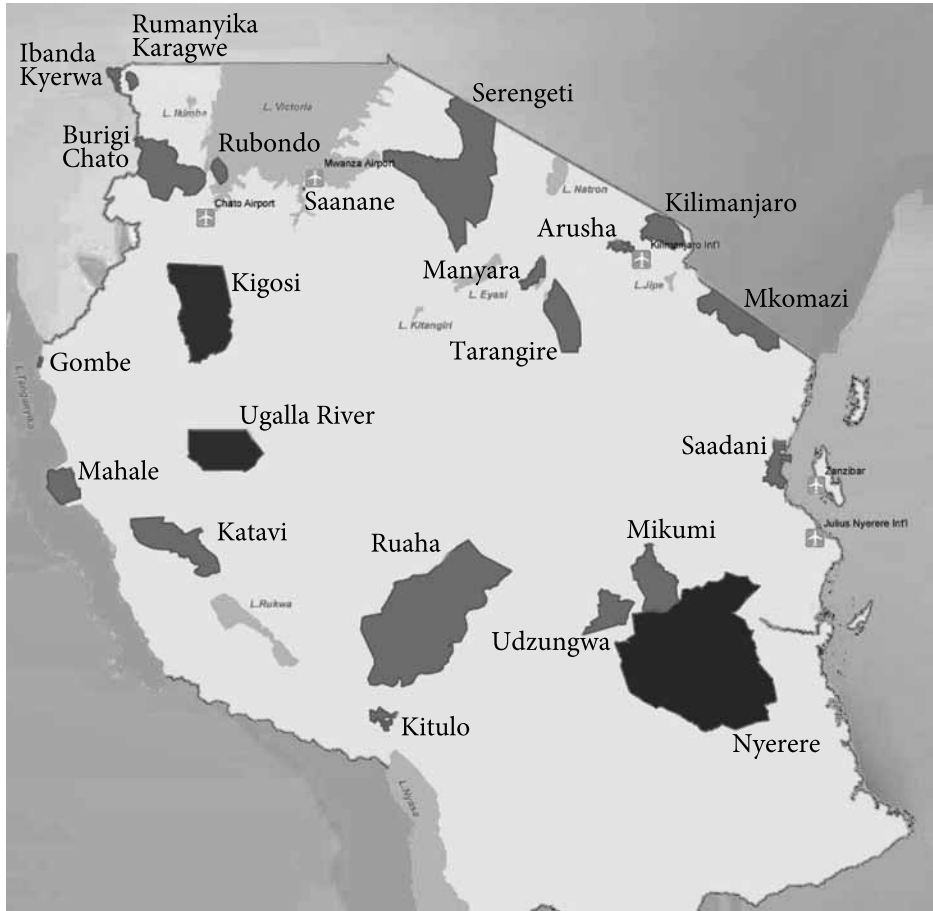 Rumanyika
Karagwe
Ibanda
Kyerwa
Serengeti
L. Victoria
L. Ikimba
Burigi
Chato
Rubondo
Mwanza Airport
L. Natron
Saanane
Chato Airport
Kilimanjaro
Arusha
Kilimanjaro Int'l
Manyara
Kigosi
L. Eyasi
L.Jipe
Mkomazi
L. Kitangiri
Tarangire
Gombe
L.Tanganyika
Ugalla River
Saadani
Mahale
Zanzibar
Julius Nyerere Int'l
Katavi
Ruaha
Mikumi
L.Rukwa
Udzungwa
Kitulo
Nyerere
L.Nyasa